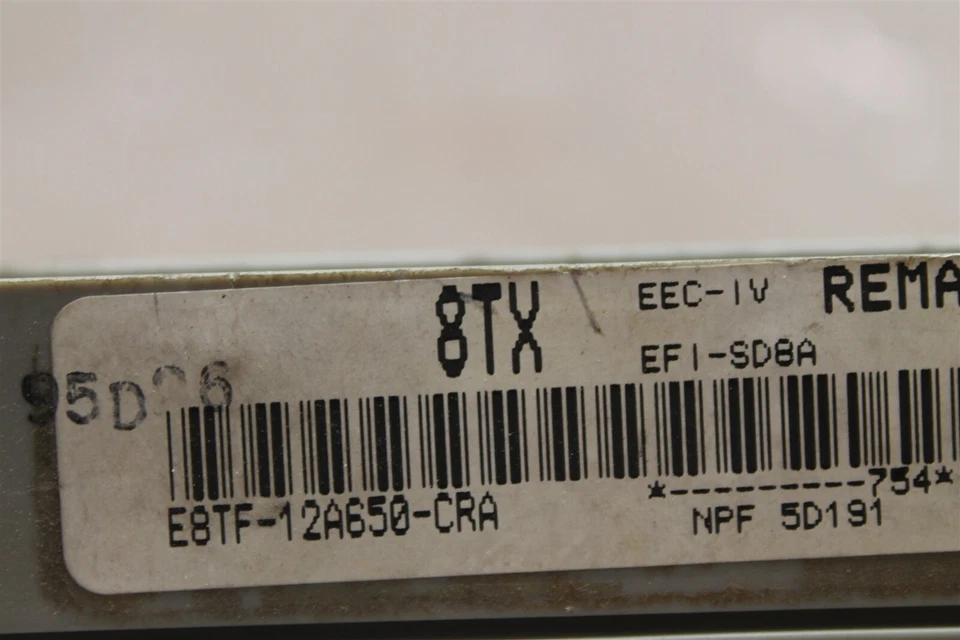 8TX
EEC-IV
REMA
EFI-SD8A
E8TF-12A650-CRA
*---------754*
NPF 5D191